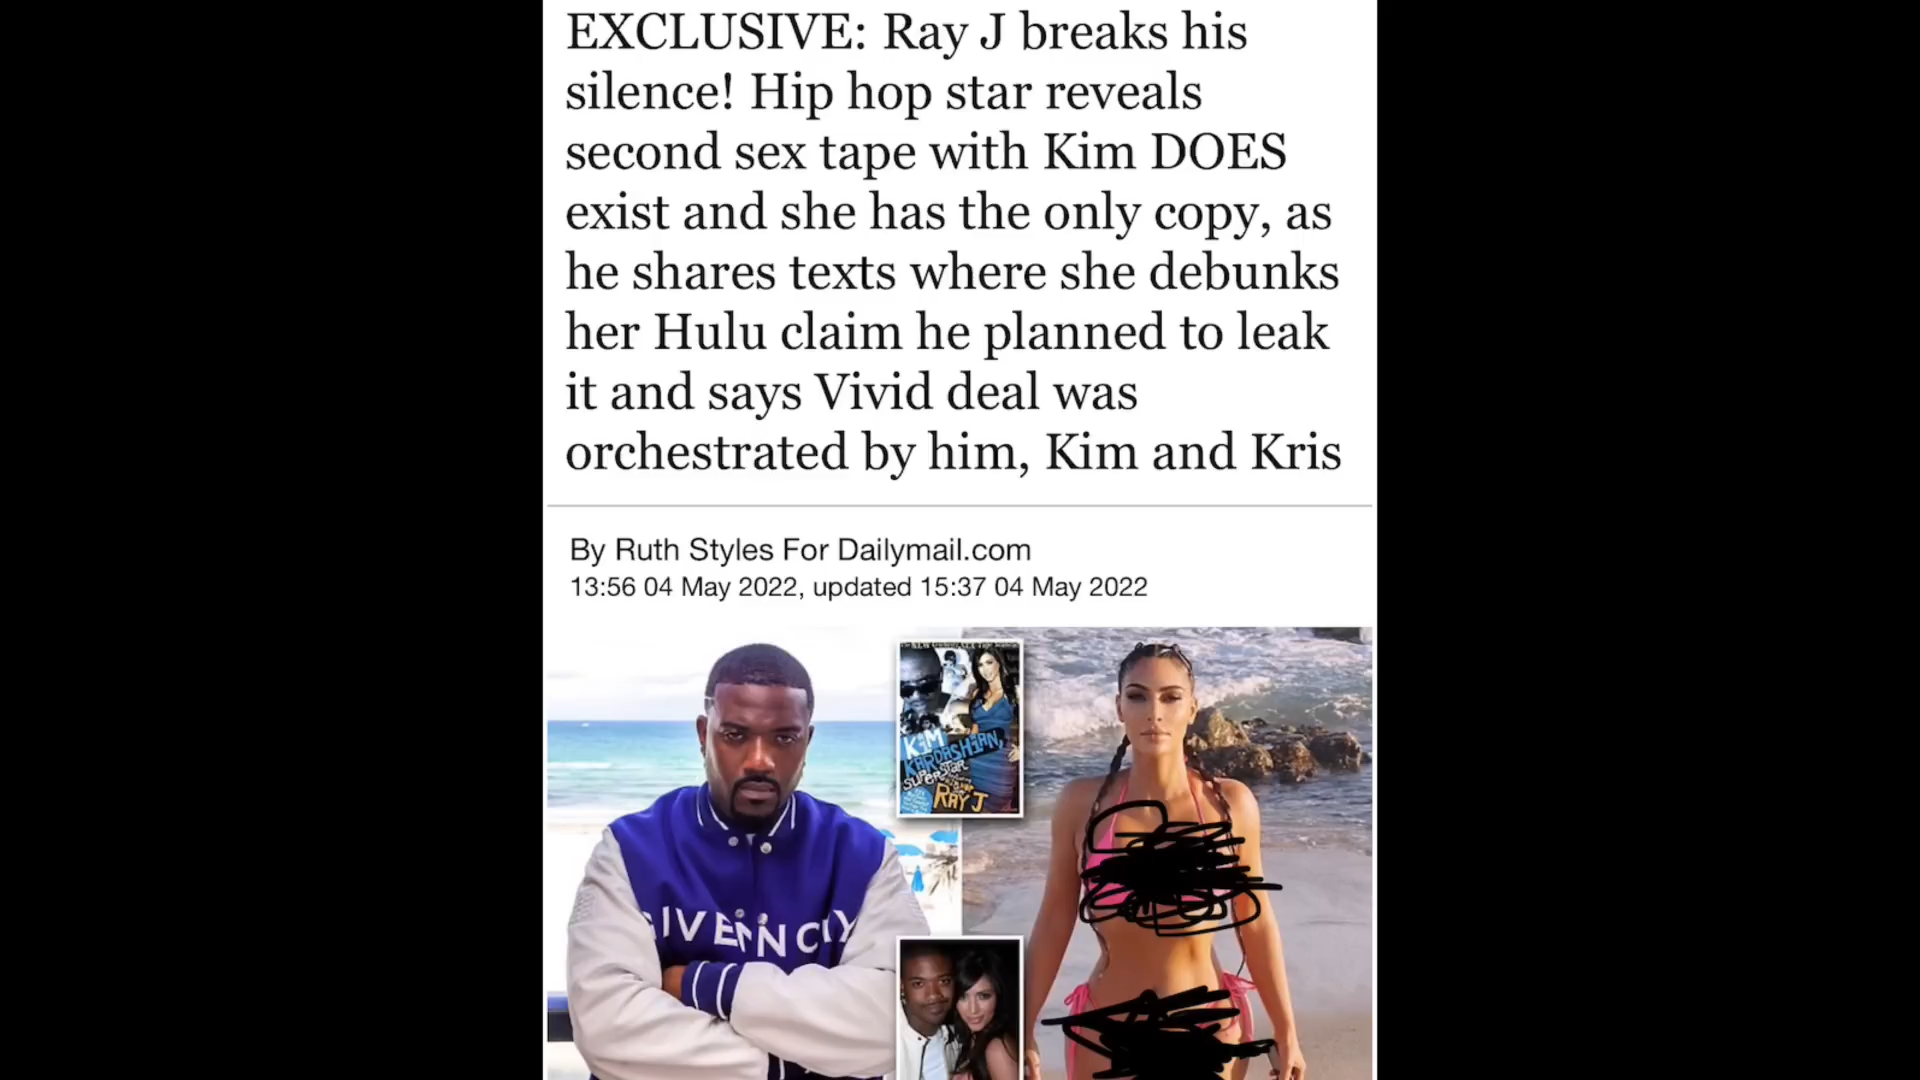 EXCLUSIVE: Ray J breaks his
silence! Hip hop star reveals
second sex tape with Kim DOES
exist and she has the only copy, as
he shares texts where she debunks
her Hulu claim he planned to leak
it and says Vivid deal was
orchestrated by him, Kim and Kris
By Ruth Styles For Dailymail.com
13:56 04 May 2022, updated 15:37 04 May 2022
KIM
KARDASHIAN,
SUPERSTAR
RAY J
GIVENCHY